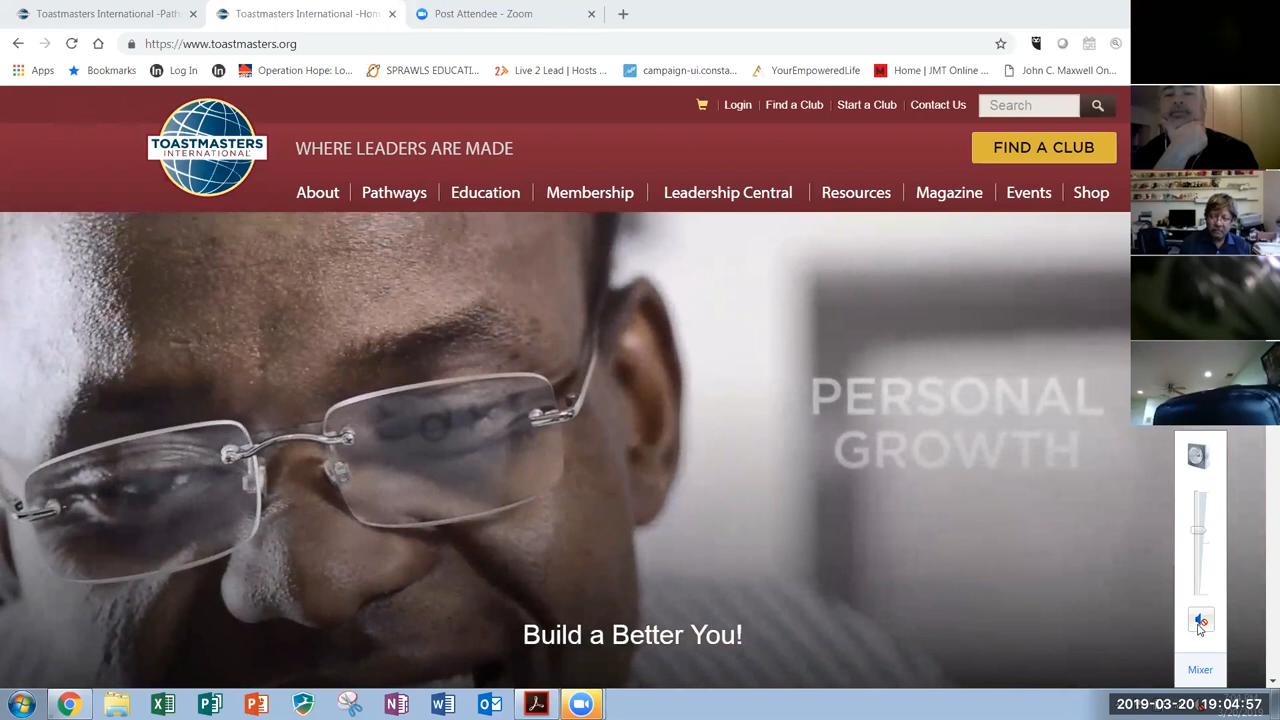 Toastmasters International -Path
Toastmasters International -Hom
Post Attendee - Zoom
https://www.toastmasters.org
Apps
Bookmarks
Log In
Operation Hope: Lo...
SPRAWLS EDUCATI...
Live 2 Lead | Hosts ...
campaign-ui.consta...
YourEmpoweredLife
Home | JMT Online ...
John C. Maxwell On...
Login
Find a Club
Start a Club
Contact Us
Search
TOASTMASTERS
INTERNATIONAL
WHERE LEADERS ARE MADE
FIND A CLUB
About
Pathways
Education
Membership
Leadership Central
Resources
Magazine
Events
Shop
PERSONAL
GROWTH
Build a Better You!
Mixer
2019-03-20 19:04:57